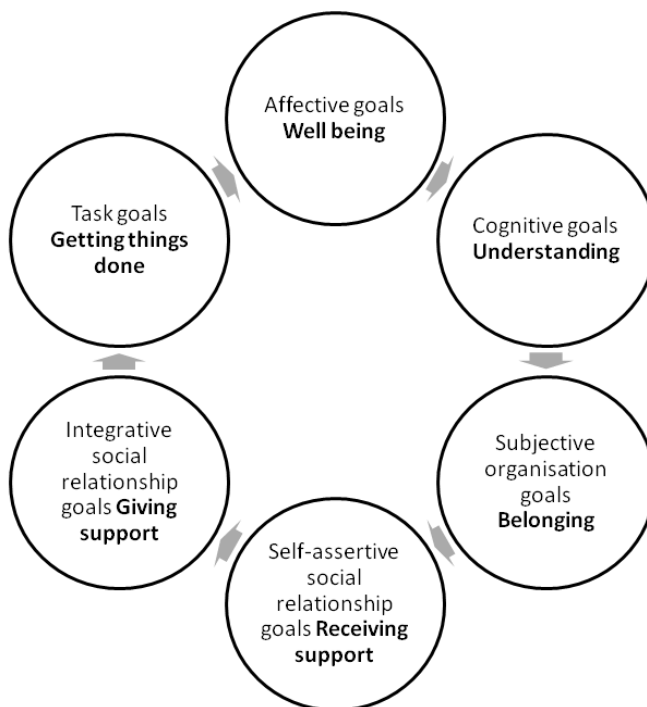 Affective goals
Well being
Cognitive goals
Understanding
Subjective
organisation
goals
Belonging
Self-assertive
social
relationship
goals Receiving
support
Integrative
social
relationship
goals Giving
support
Task goals
Getting things
done